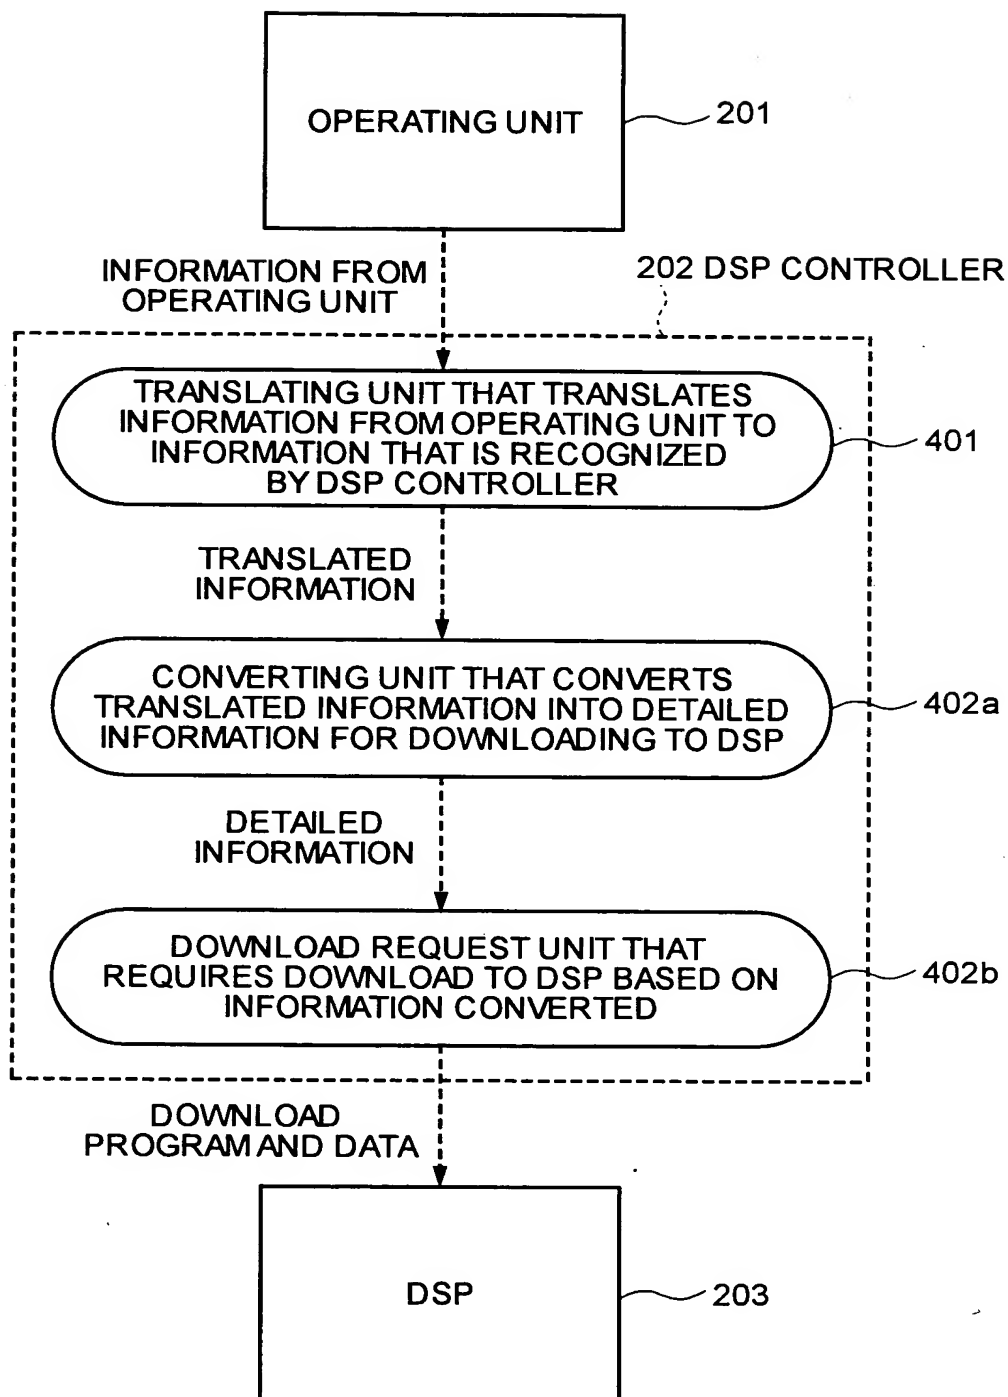 OPERATING UNIT
201
INFORMATION FROM
OPERATING UNIT
202 DSP CONTROLLER
TRANSLATING UNIT THAT TRANSLATES
INFORMATION FROM OPERATING UNIT TO
INFORMATION THAT IS RECOGNIZED
BY DSP CONTROLLER
401
TRANSLATED
INFORMATION
CONVERTING UNIT THAT CONVERTS
TRANSLATED INFORMATION INTO DETAILED
INFORMATION FOR DOWNLOADING TO DSP
402a
DETAILED
INFORMATION
DOWNLOAD REQUEST UNIT THAT
REQUIRES DOWNLOAD TO DSP BASED ON
INFORMATION CONVERTED
402b
DOWNLOAD
PROGRAM AND DATA
DSP
203